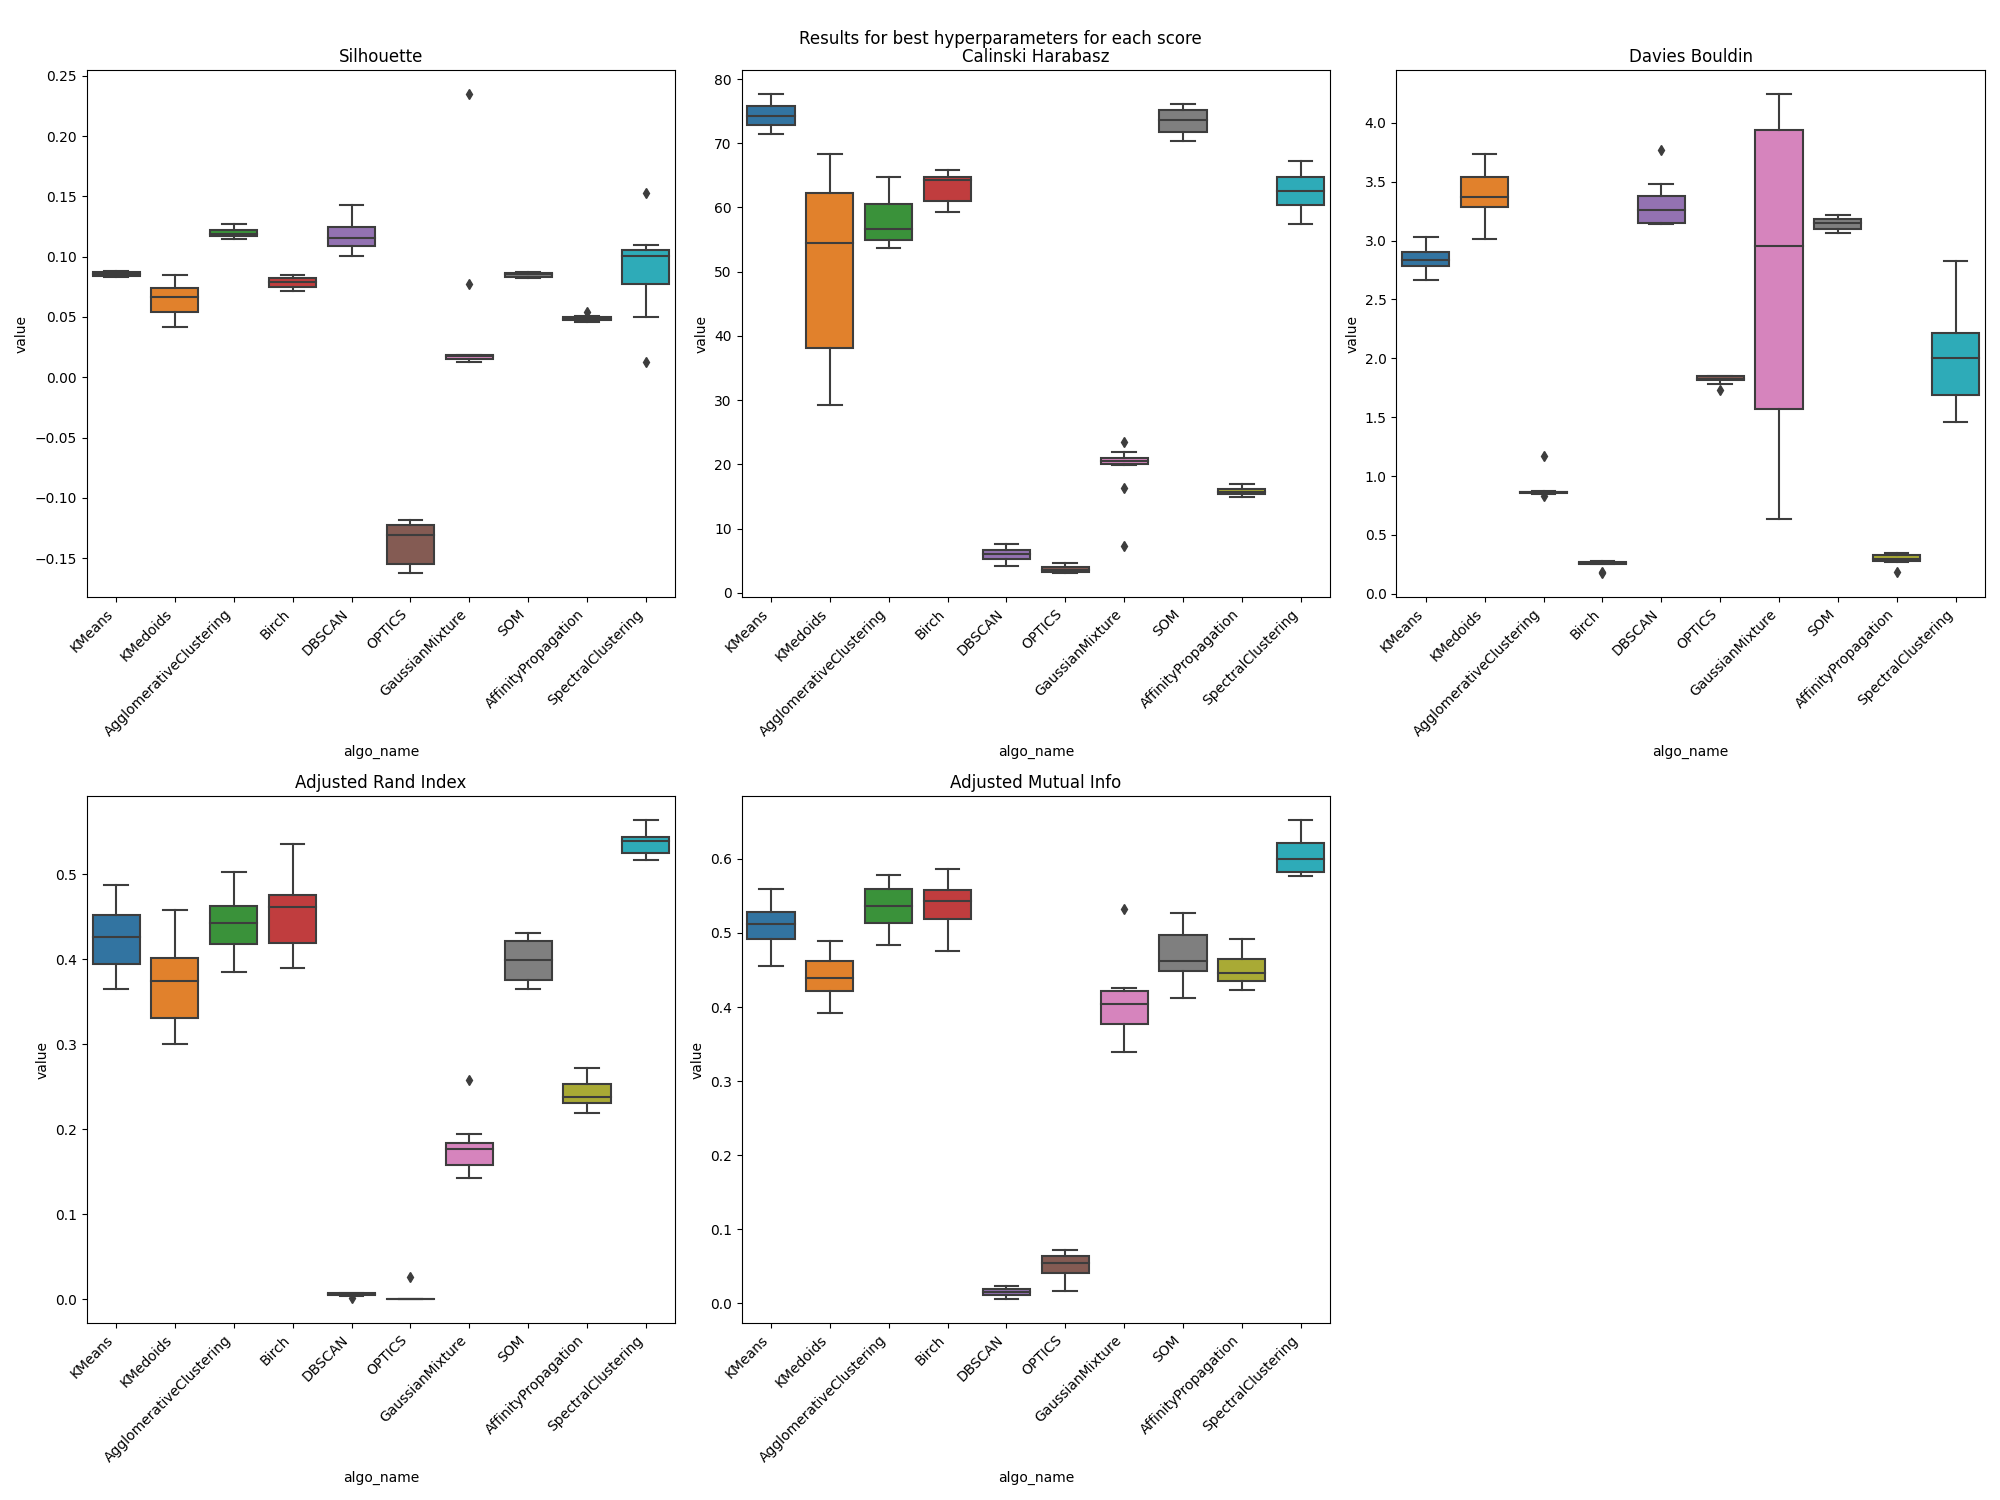 Results for best hyperparameters for each score
Silhouette
value
0.25
0.20
0.15
0.10
0.05
0.00
−0.05
−0.10
−0.15
KMeans
KMedoids
AgglomerativeClustering
Birch
DBSCAN
OPTICS
GaussianMixture
SOM
AffinityPropagation
SpectralClustering
algo_name
Calinski Harabasz
value
80
70
60
50
40
30
20
10
0
KMeans
KMedoids
AgglomerativeClustering
Birch
DBSCAN
OPTICS
GaussianMixture
SOM
AffinityPropagation
SpectralClustering
algo_name
Davies Bouldin
value
4.0
3.5
3.0
2.5
2.0
1.5
1.0
0.5
0.0
KMeans
KMedoids
AgglomerativeClustering
Birch
DBSCAN
OPTICS
GaussianMixture
SOM
AffinityPropagation
SpectralClustering
algo_name
Adjusted Rand Index
value
0.5
0.4
0.3
0.2
0.1
0.0
KMeans
KMedoids
AgglomerativeClustering
Birch
DBSCAN
OPTICS
GaussianMixture
SOM
AffinityPropagation
SpectralClustering
algo_name
Adjusted Mutual Info
value
0.6
0.5
0.4
0.3
0.2
0.1
0.0
KMeans
KMedoids
AgglomerativeClustering
Birch
DBSCAN
OPTICS
GaussianMixture
SOM
AffinityPropagation
SpectralClustering
algo_name